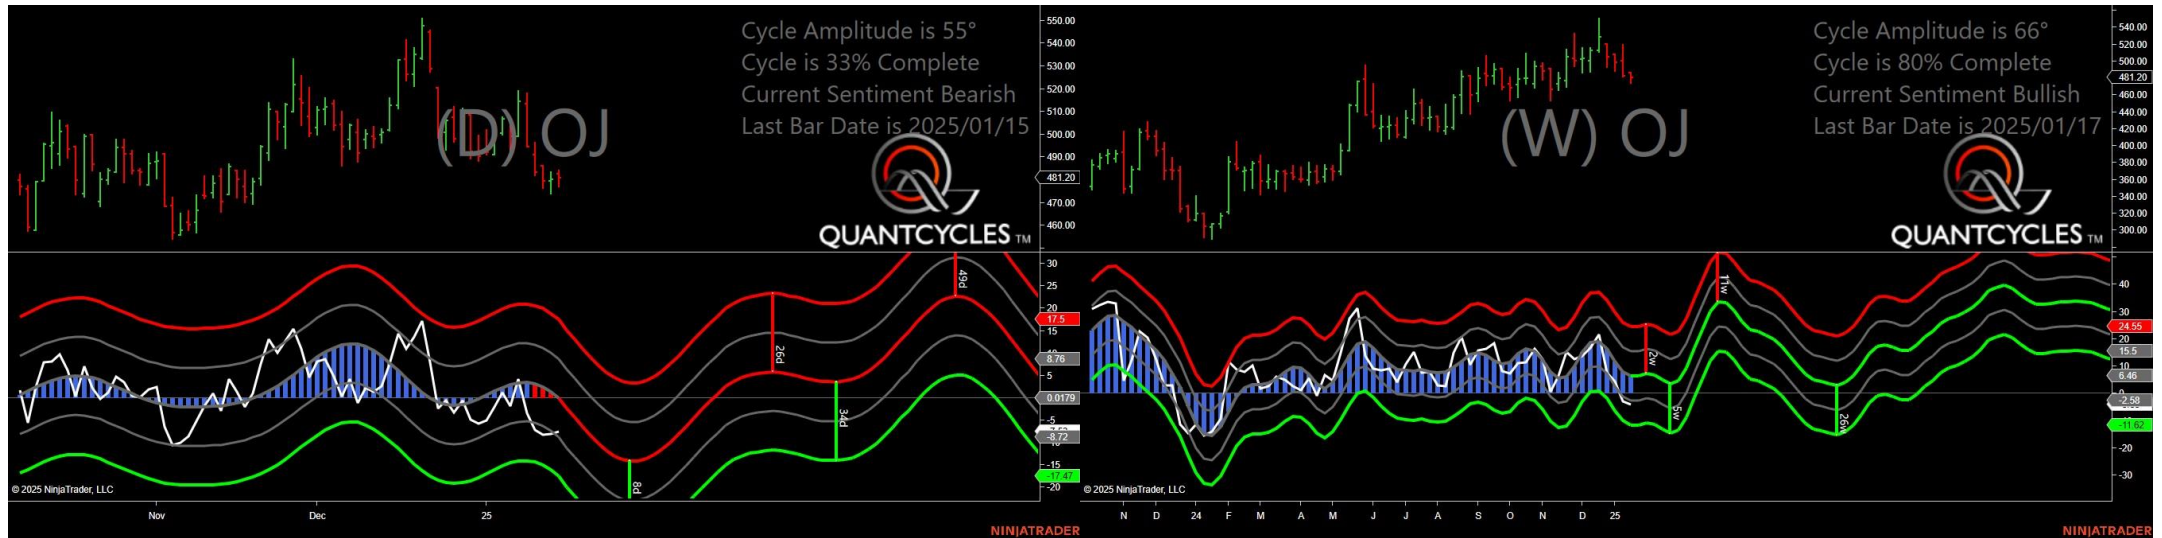 Cycle Amplitude is 55°
Cycle is 33% Complete
Current Sentiment Bearish
Last Bar Date is 2025/01/15
(D) OJ
QUANTCYCLES TM
550.00
540.00
530.00
520.00
510.00
500.00
490.00
481.20
470.00
460.00
30
25
20
17.5
15
8.76
5
0.0179
-5
-8.72
-15
-17.47
-20
8d
26d
34d
49d
© 2025 NinjaTrader, LLC
Nov
Dec
25
NINJATRADER
Cycle Amplitude is 66°
Cycle is 80% Complete
Current Sentiment Bullish
Last Bar Date is 2025/01/17
(W) OJ
QUANTCYCLES TM
540.00
520.00
500.00
481.20
460.00
440.00
420.00
400.00
380.00
360.00
340.00
320.00
300.00
40
30
24.55
20
15.5
10
6.46
0
-2.58
-11.62
-20
-30
2w
5w
11w
26w
© 2025 NinjaTrader, LLC
N D 24 F M A M J J A S O N D 25
NINJATRADER